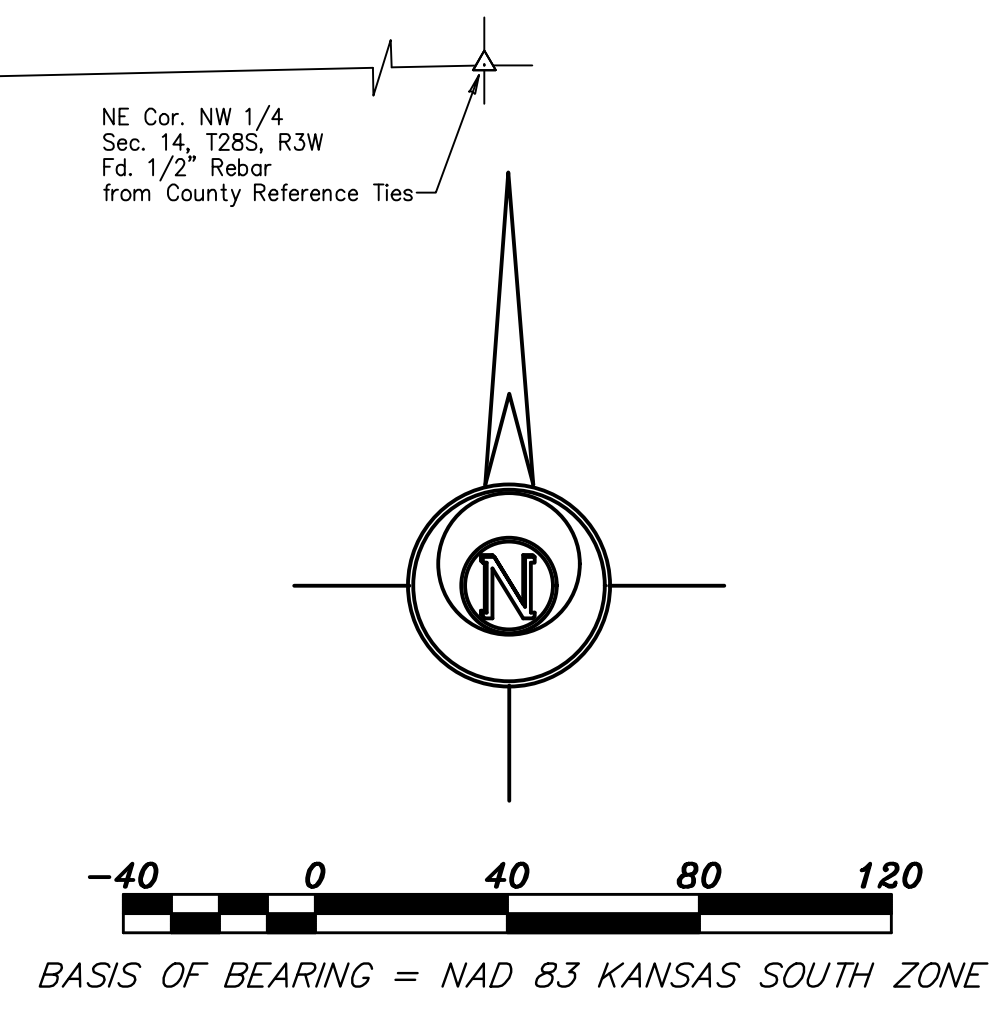 NE Cor. NW 1/4
Sec. 14, T28S, R3W
Fd. 1/2" Rebar
from County Reference Ties
N
-40 0 40 80 120
BASIS OF BEARING = NAD 83 KANSAS SOUTH ZONE